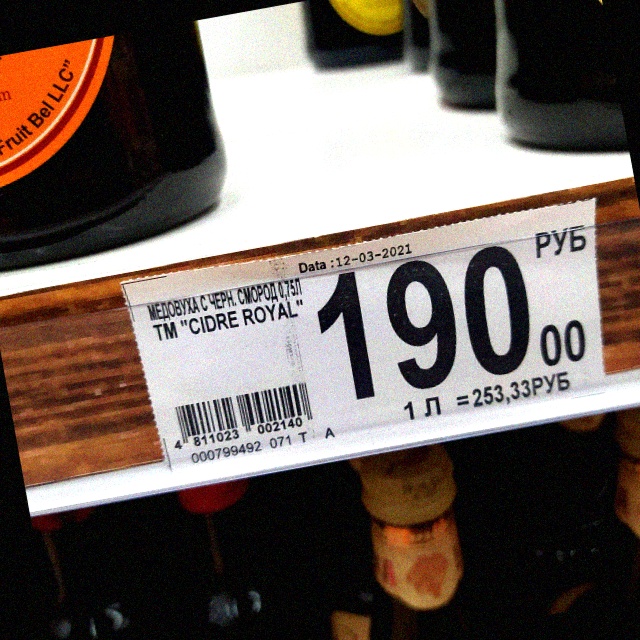 Fruit Bel LLC"
Data :12-03-2021
МЕДОВУХА С ЧЕРН. СМОРОД 0,75Л
ТМ "CIDRE ROYAL"
190
РУБ
00
1 Л =253,33РУБ
4 811023 002140
000799492 071 T A